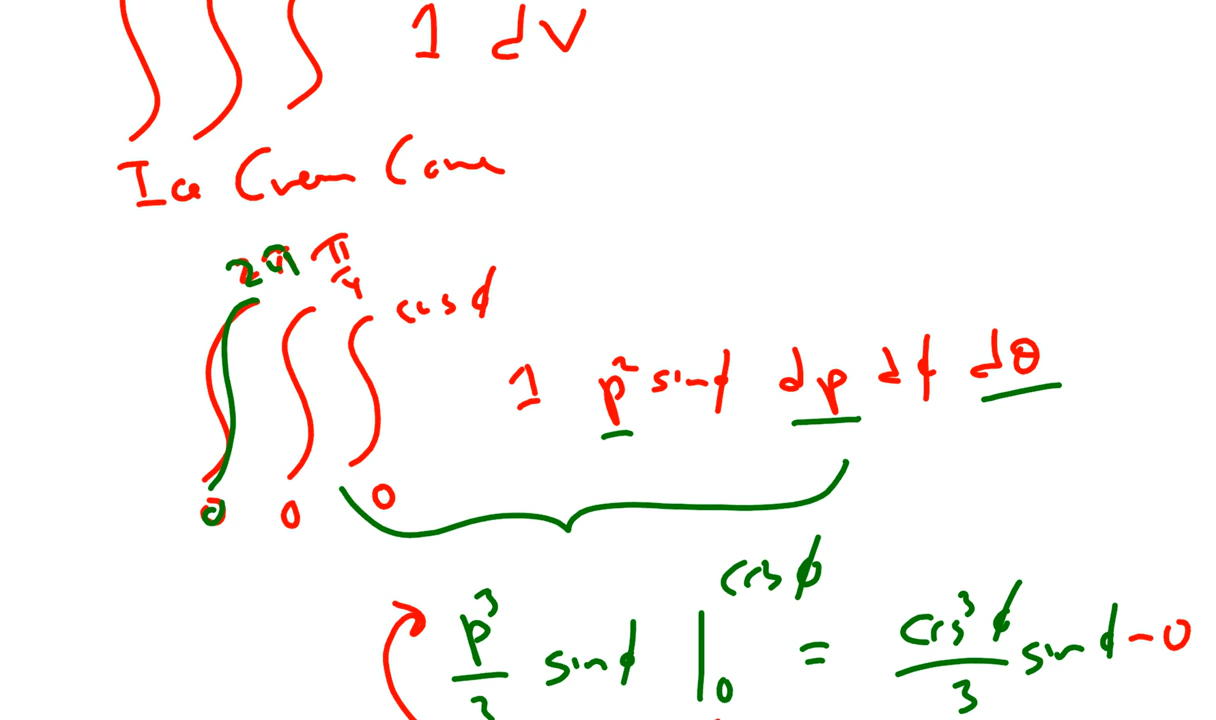 ∫∫∫ 1 dV
Ice Cream Cone
∫₀^{2π} ∫₀^{π/4} ∫₀^{cos ϕ} 1 ρ² sin ϕ dρ dϕ dθ
ρ³/3 sin ϕ |₀^{cos ϕ} = cos³ ϕ/3 sin ϕ - 0